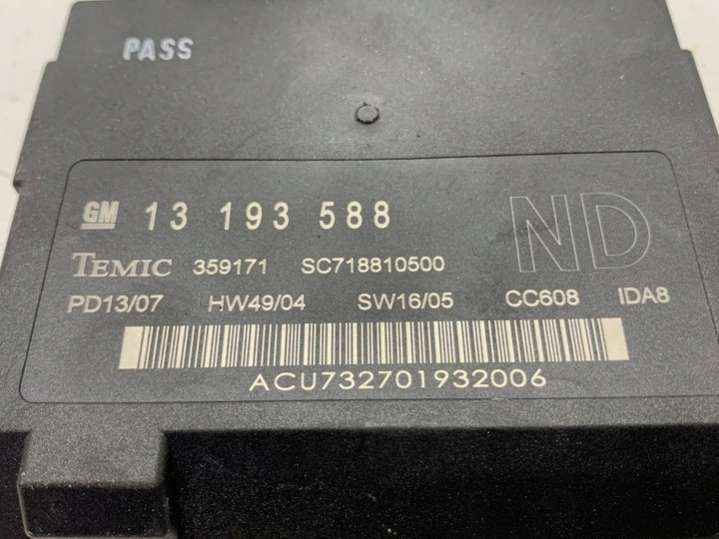 PASS
GM 13 193 588 ND
TEMIC 359171 SC718810500
PD13/07 HW49/04 SW16/05 CC608 IDA8
ACU732701932006